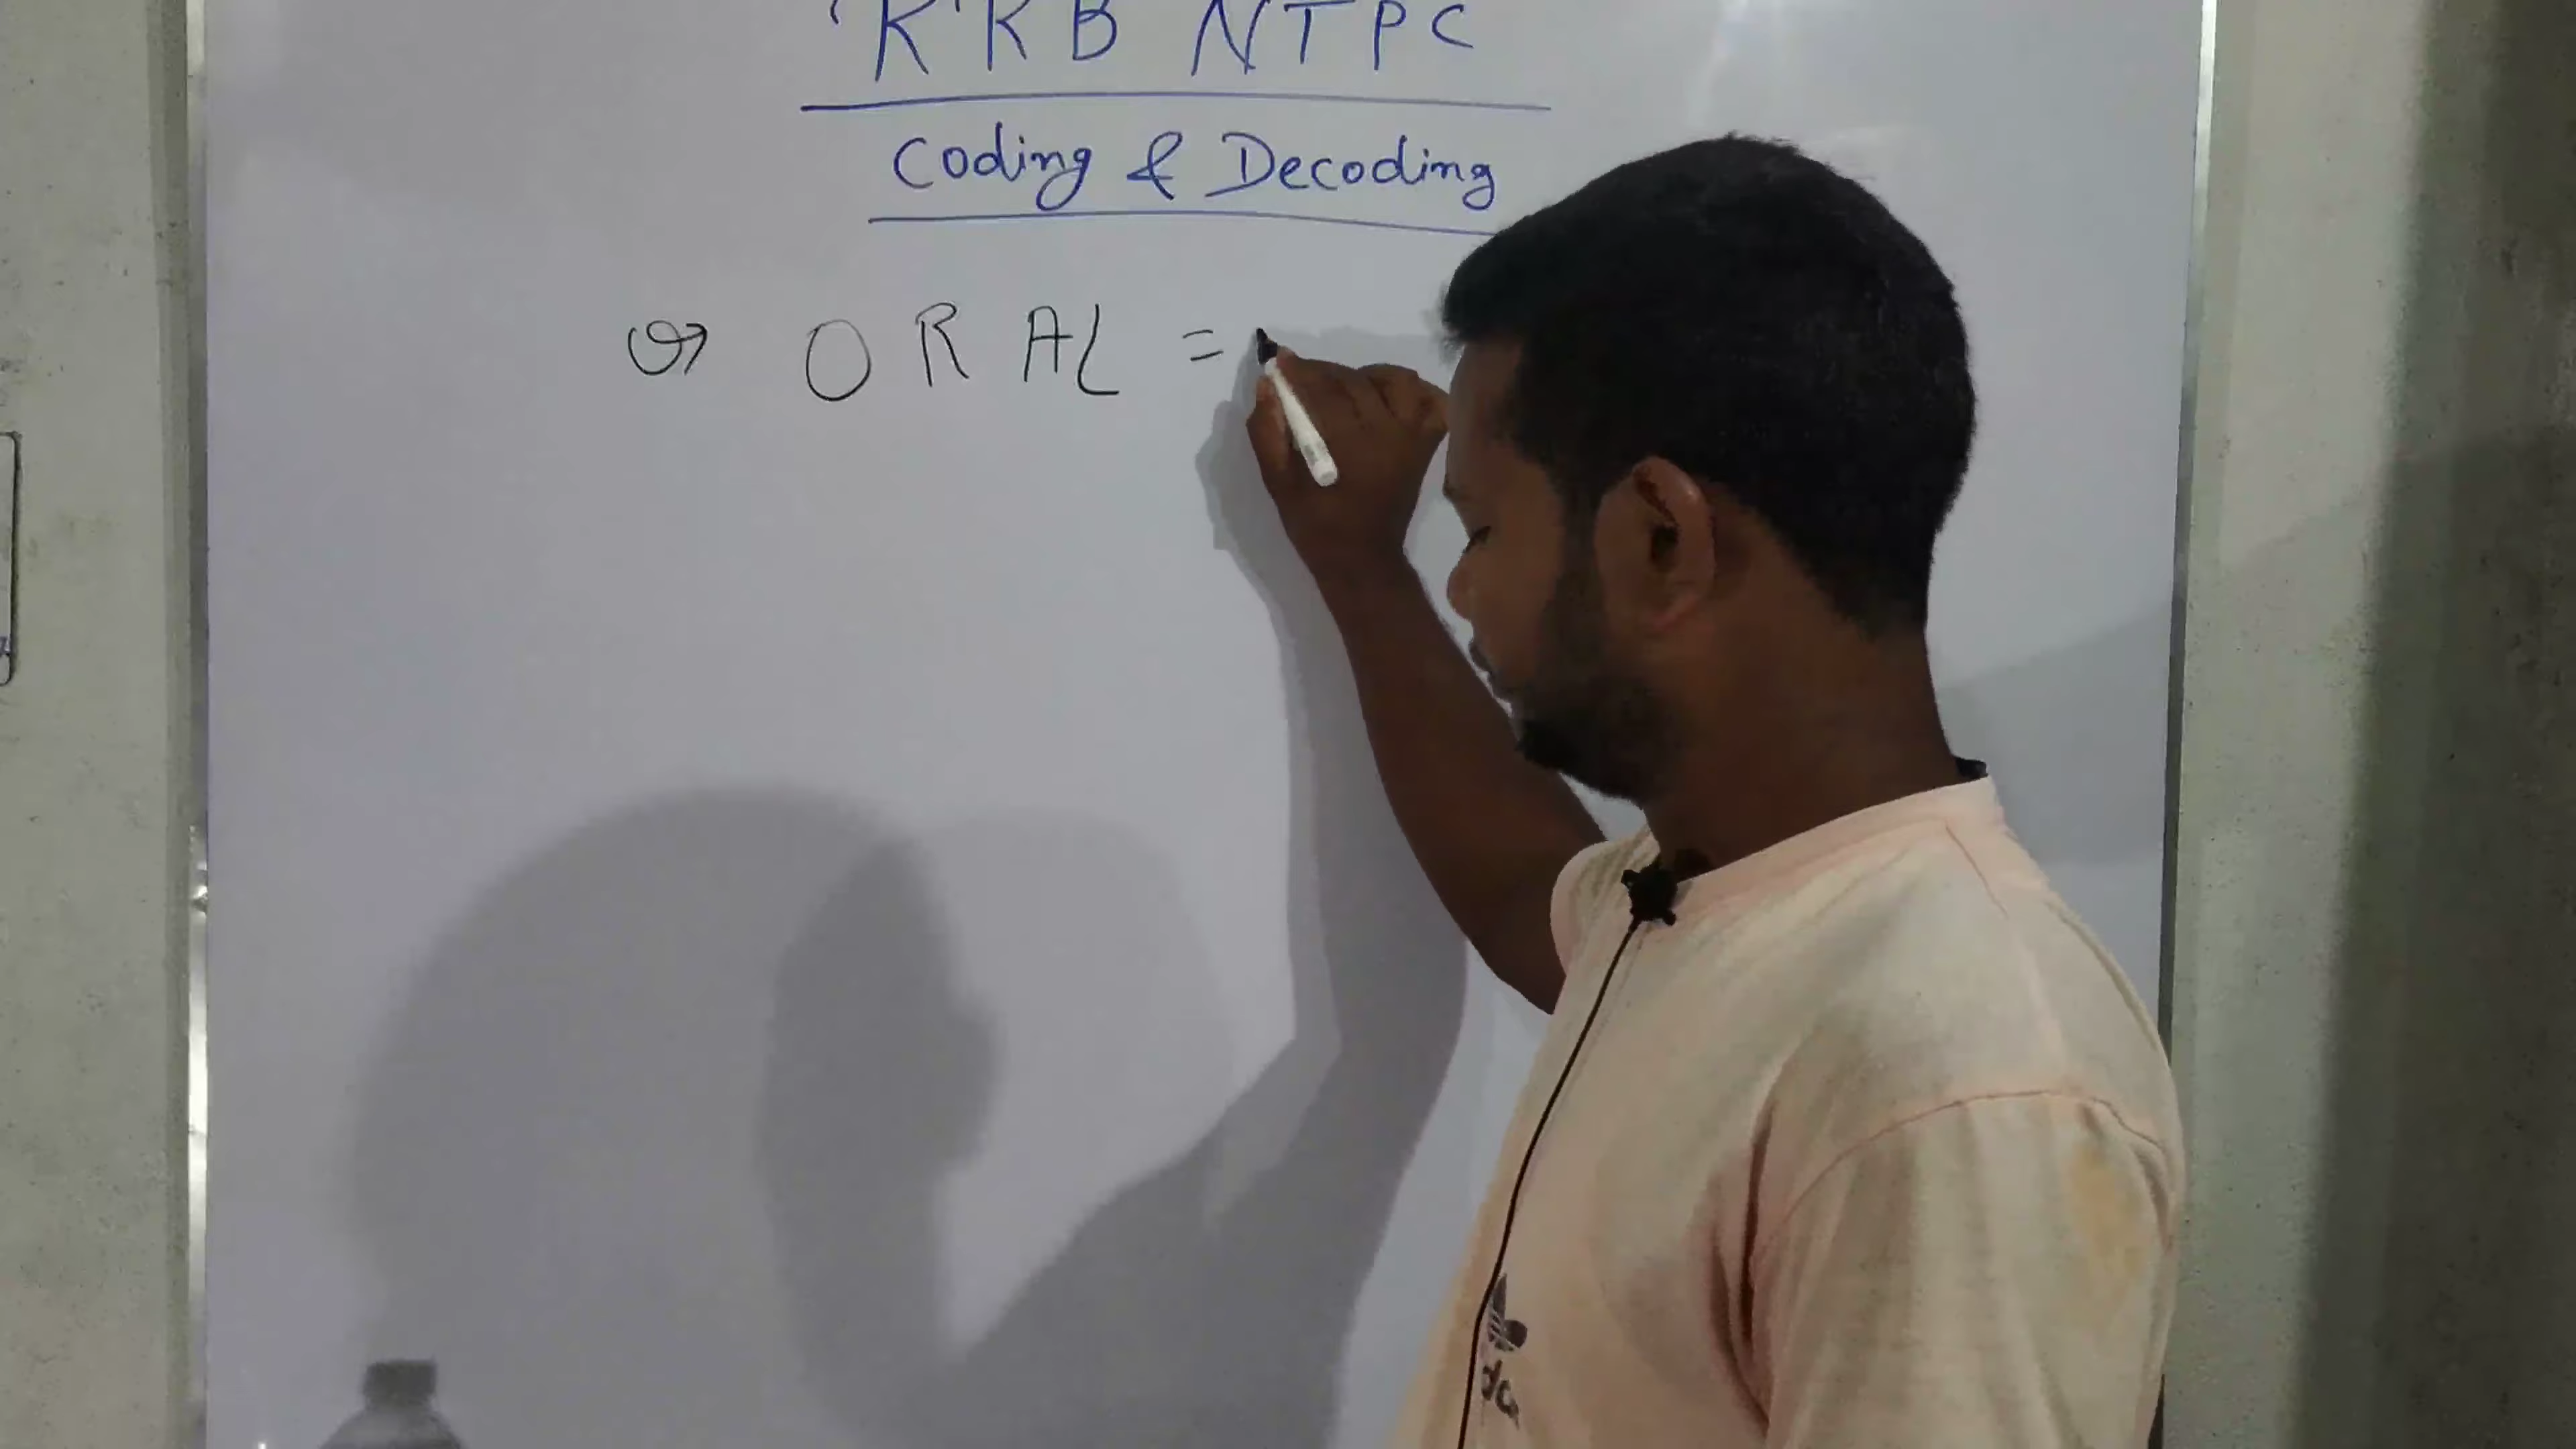 RRB NTPC
Coding & Decoding
ORAL =